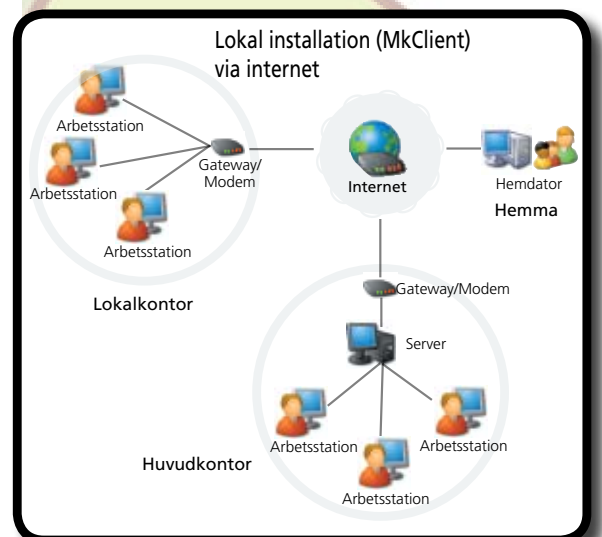 Lokal installation (MkClient)
via internet
Arbetsstation
Arbetsstation
Arbetsstation
Gateway/
Modem
Lokalkontor
Internet
Hemdator
Hemma
Gateway/Modem
Server
Arbetsstation
Arbetsstation
Arbetsstation
Huvudkontor